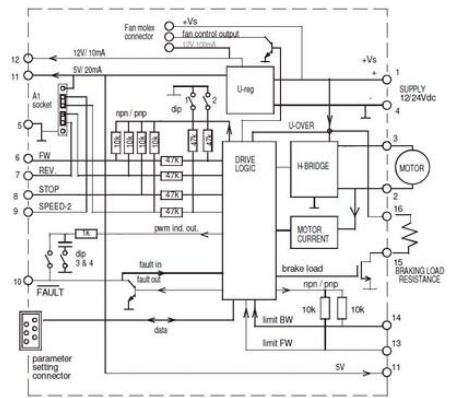 Fan molex
connector
+Vs
fan control output
12V 100mA
12
12V/ 10mA
11
5V/ 20mA
A1
socket
5
U-reg
+Vs
+
1
SUPPLY
12/24Vdc
-
4
npn / pnp
dip
1
2
10k
10k
10k
10k
47k
47k
U-OVER
3
DRIVE
LOGIC
H-BRIDGE
MOTOR
2
6
FW
47K
7
REV.
47K
8
STOP
47K
9
SPEED-2
47K
16
MOTOR
CURRENT
pwm ind. out.
1k
dip
3 & 4
15
fault in
fault out
brake load
BRAKING LOAD
RESISTANCE
10
FAULT
npn / pnp
10k
10k
14
limit BW
data
13
limit FW
parameter
setting
connector
5V
11